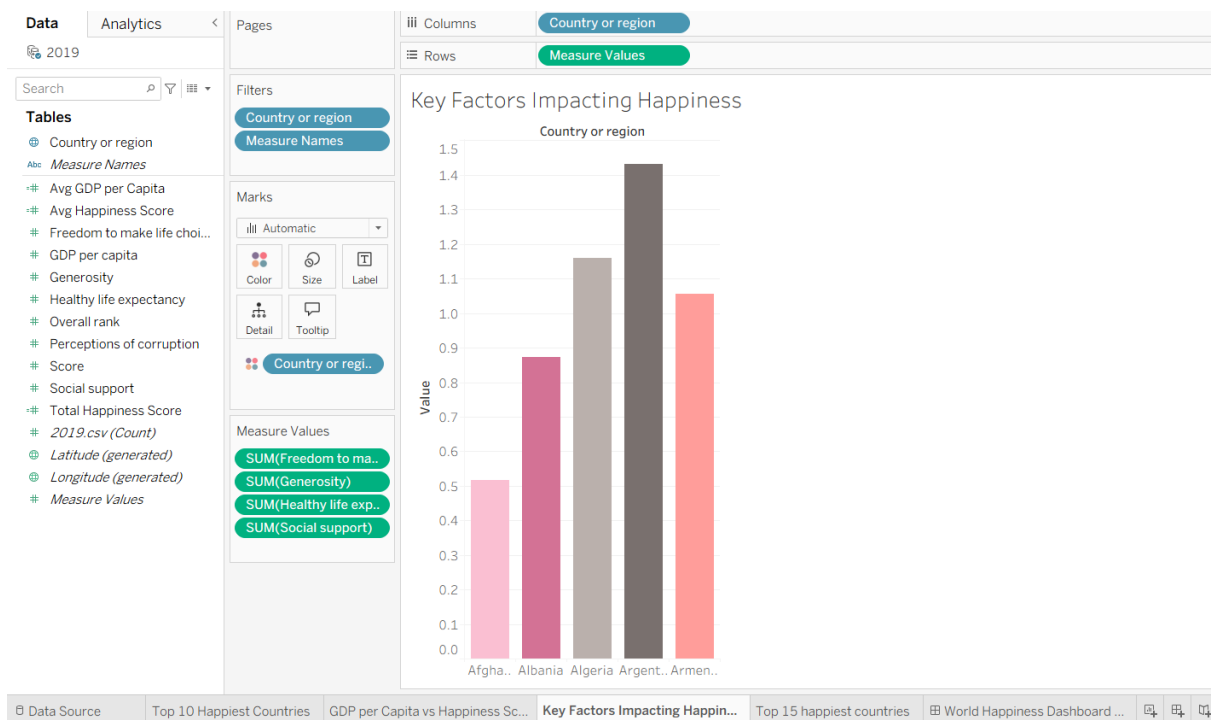 Data
Analytics
2019
Search
Tables
Country or region
Abc Measure Names
Avg GDP per Capita
Avg Happiness Score
Freedom to make life choi...
GDP per capita
Generosity
Healthy life expectancy
Overall rank
Perceptions of corruption
Score
Social support
Total Happiness Score
2019.csv (Count)
Latitude (generated)
Longitude (generated)
Measure Values
Pages
Filters
Country or region
Measure Names
Marks
Automatic
Color Size Label
Detail Tooltip
Country or regi..
Measure Values
SUM(Freedom to ma..
SUM(Generosity)
SUM(Healthy life exp..
SUM(Social support)
Columns Country or region
Rows Measure Values
Key Factors Impacting Happiness
Country or region
1.5
1.4
1.3
1.2
1.1
1.0
0.9
0.8
0.7
0.6
0.5
0.4
0.3
0.2
0.1
0.0
Value
Afgha.. Albania Algeria Argent.. Armen..
Data Source Top 10 Happiest Countries GDP per Capita vs Happiness Sc... Key Factors Impacting Happin... Top 15 happiest countries World Happiness Dashboard ...